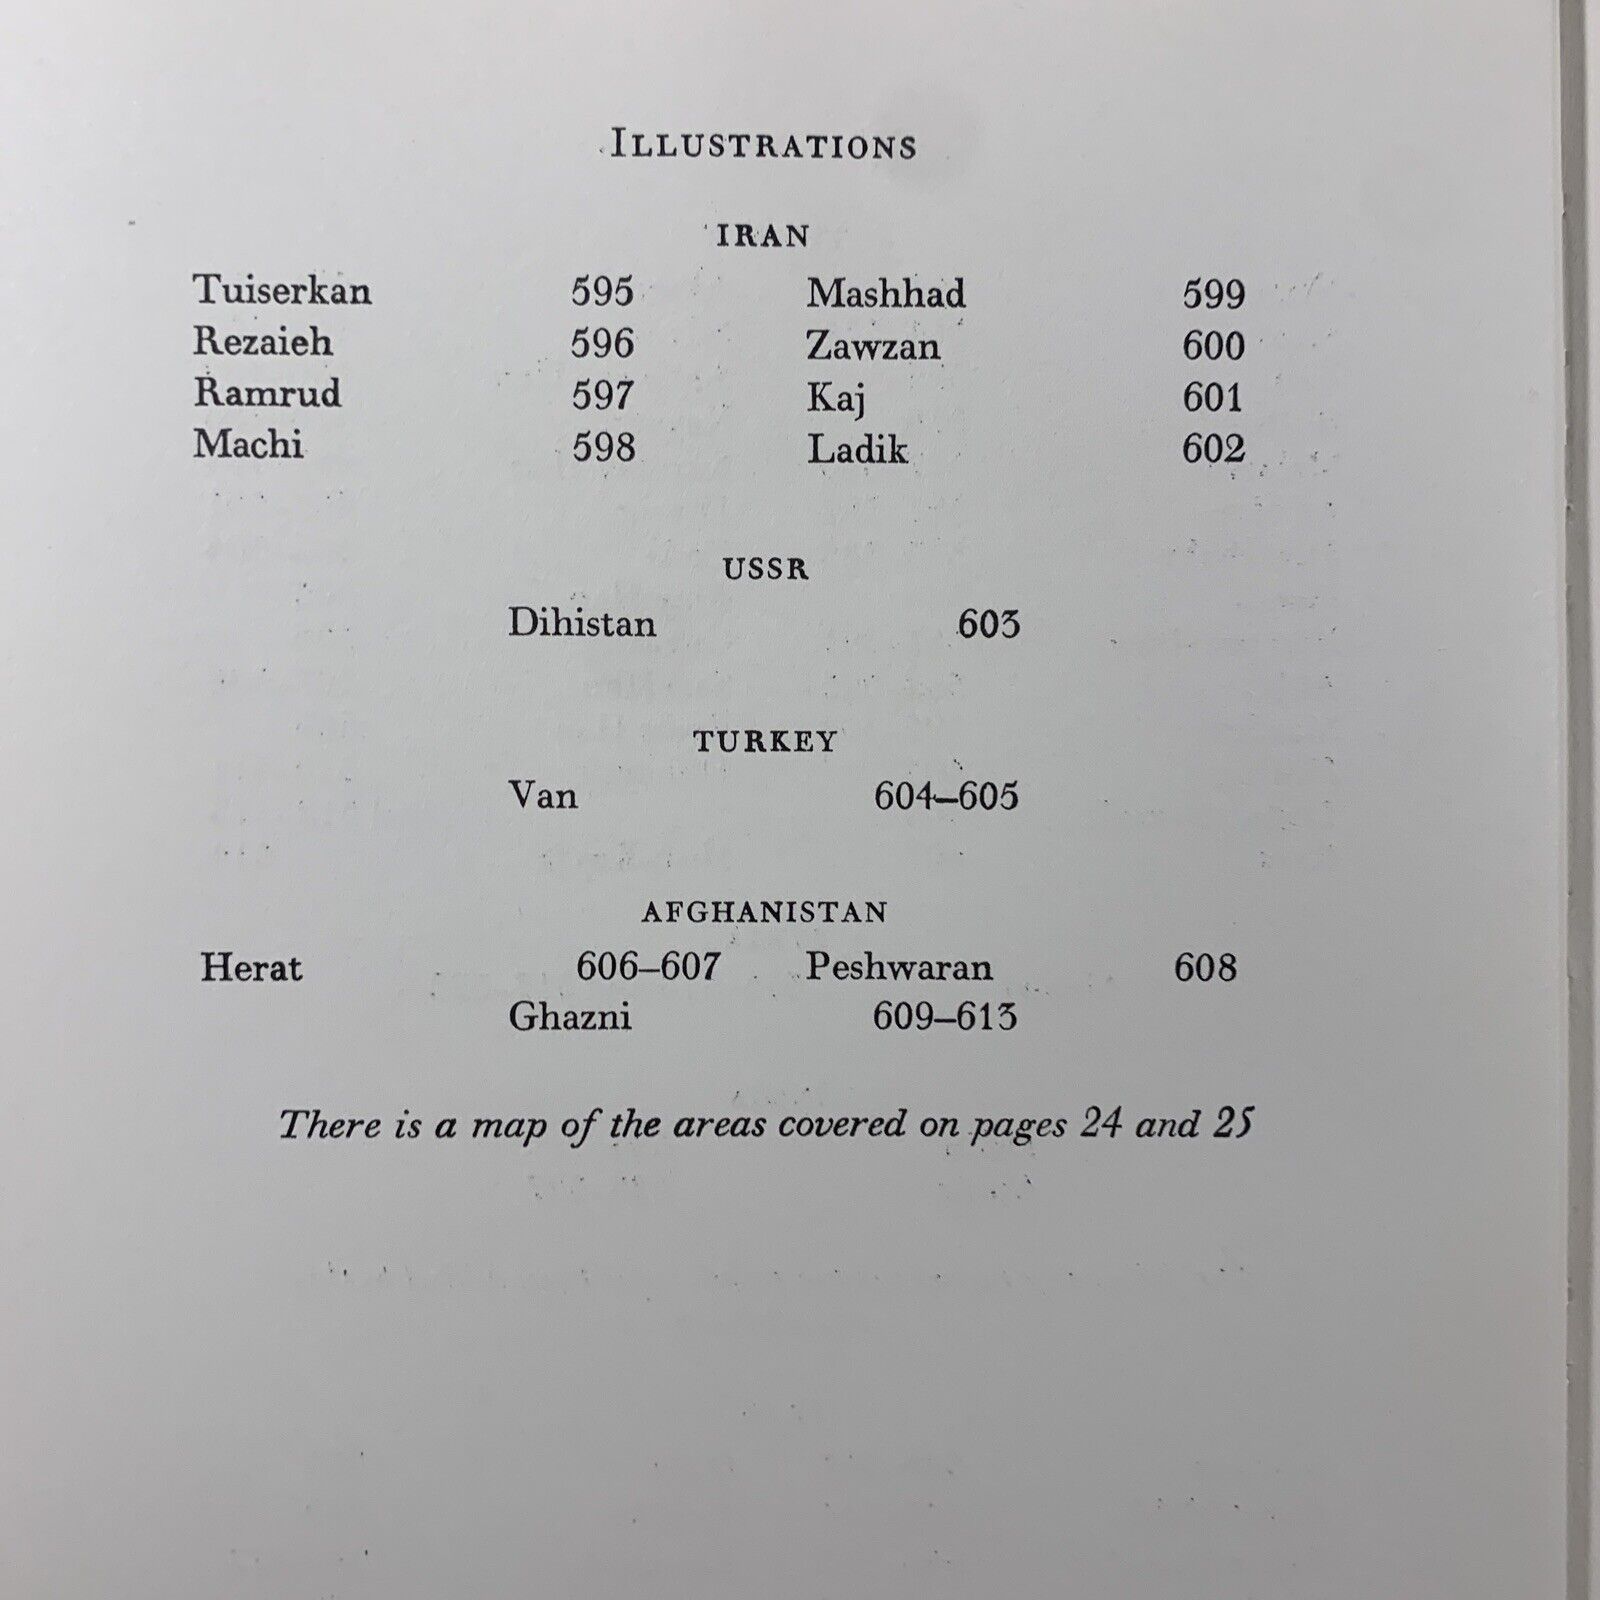 ILLUSTRATIONS
IRAN
Tuiserkan 595 Mashhad 599
Rezaieh 596 Zawzan 600
Ramrud 597 Kaj 601
Machi 598 Ladik 602
USSR
Dihistan 603
TURKEY
Van 604–605
AFGHANISTAN
Herat 606–607 Peshwaran 608
Ghazni 609–613
There is a map of the areas covered on pages 24 and 25